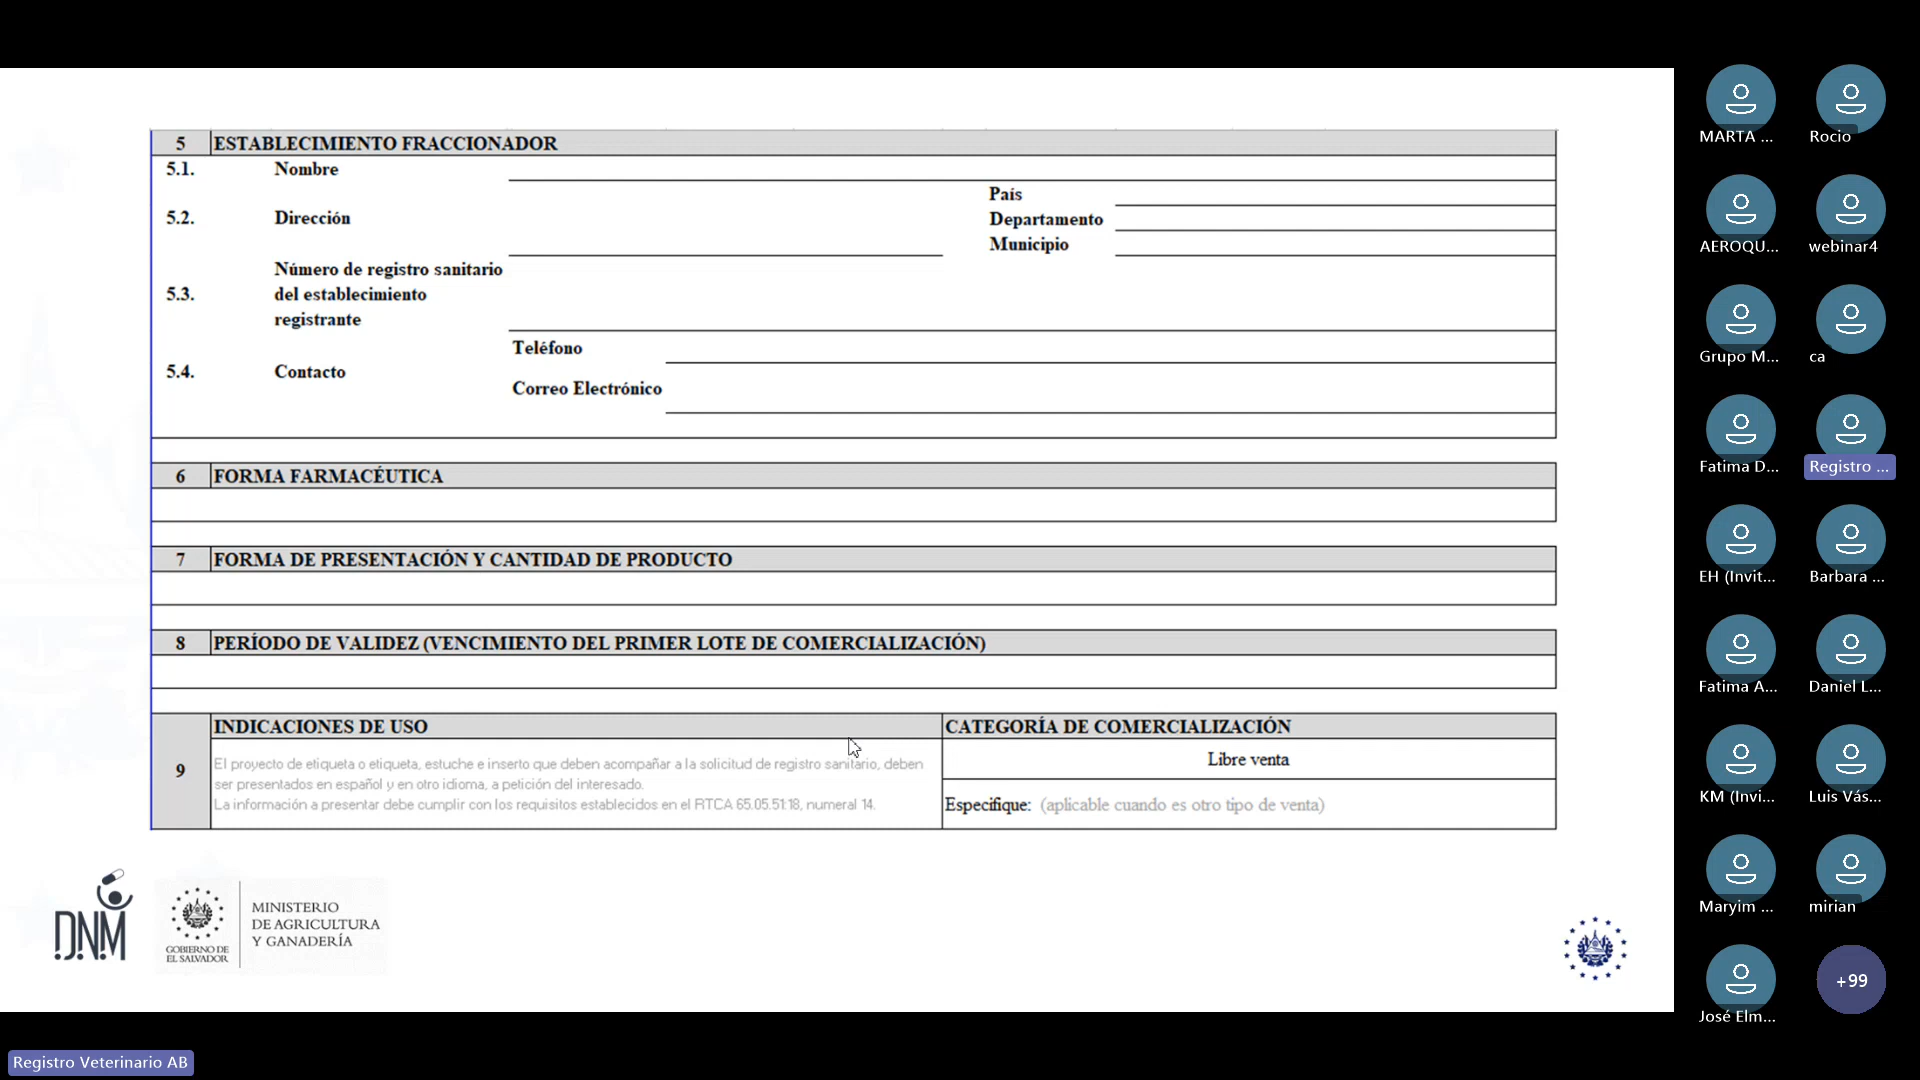 5 ESTABLECIMIENTO FRACCIONADOR
5.1. Nombre
País
5.2. Dirección
Departamento
Municipio
5.3. Número de registro sanitario
del establecimiento
registrante
Teléfono
5.4. Contacto
Correo Electrónico
6 FORMA FARMACÉUTICA
7 FORMA DE PRESENTACIÓN Y CANTIDAD DE PRODUCTO
8 PERÍODO DE VALIDEZ (VENCIMIENTO DEL PRIMER LOTE DE COMERCIALIZACIÓN)
9 INDICACIONES DE USO
El proyecto de etiqueta o etiqueta, estuche e inserto que deben acompañar a la solicitud de registro sanitario, deben
ser presentados en español y en otro idioma, a petición del interesado.
La información a presentar debe cumplir con los requisitos establecidos en el RTCA 65.05.51:18, numeral 14.
CATEGORÍA DE COMERCIALIZACIÓN
Libre venta
Especifique: (aplicable cuando es otro tipo de venta)
DNM
GOBIERNO DE
EL SALVADOR
MINISTERIO
DE AGRICULTURA
Y GANADERÍA
MARTA ...
Rocio
AEROQU...
webinar4
Grupo M...
ca
Fatima D...
Registro ...
EH (Invit...
Barbara ...
Fatima A...
Daniel L...
KM (Invi...
Luis Vás...
Maryim ...
mirian
José Elm...
+99
Registro Veterinario AB